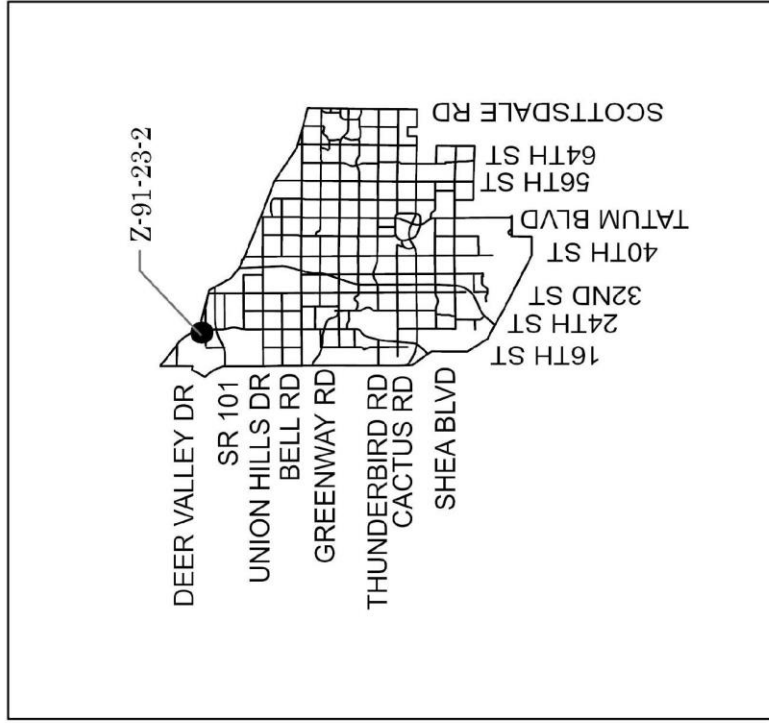 Z-91-23-2
DEER VALLEY DR
SR 101
UNION HILLS DR
BELL RD
GREENWAY RD
THUNDERBIRD RD
CACTUS RD
SHEA BLVD
16TH ST
24TH ST
32ND ST
40TH ST
TATUM BLVD
56TH ST
64TH ST
SCOTTSDALE RD